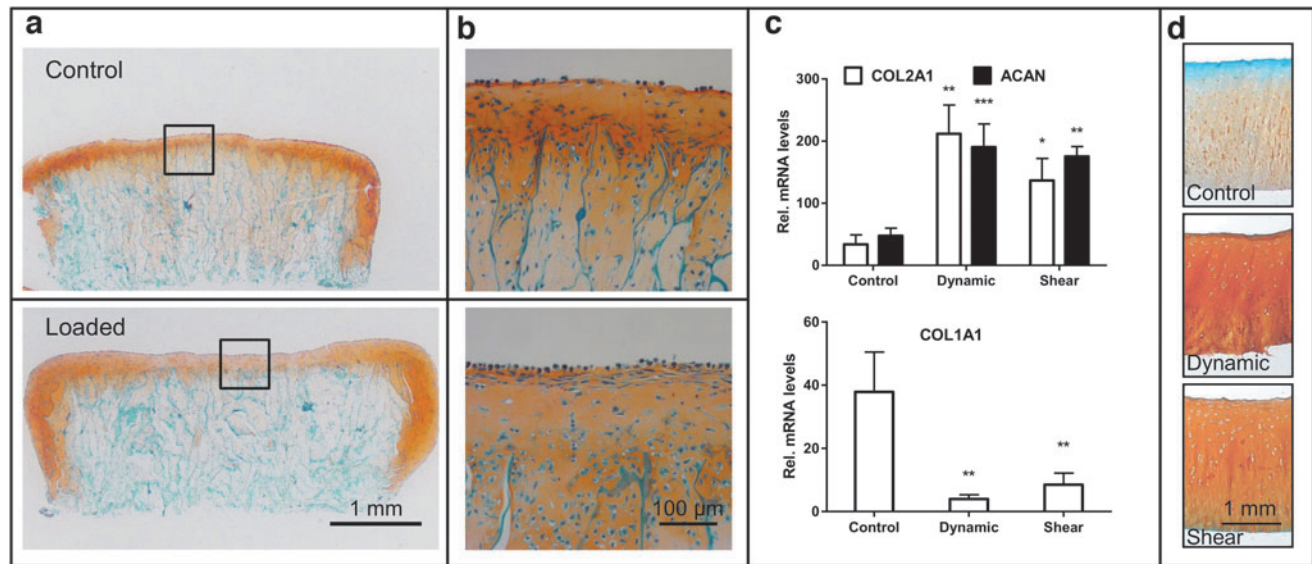 a
Control
Loaded
1 mm
b
100 µm
c
COL2A1 ACAN
Rel. mRNA levels
300
200
100
0
** *** * **
Control Dynamic Shear
COL1A1
Rel. mRNA levels
60
40
20
0
** **
Control Dynamic Shear
d
Control
Dynamic
1 mm
Shear